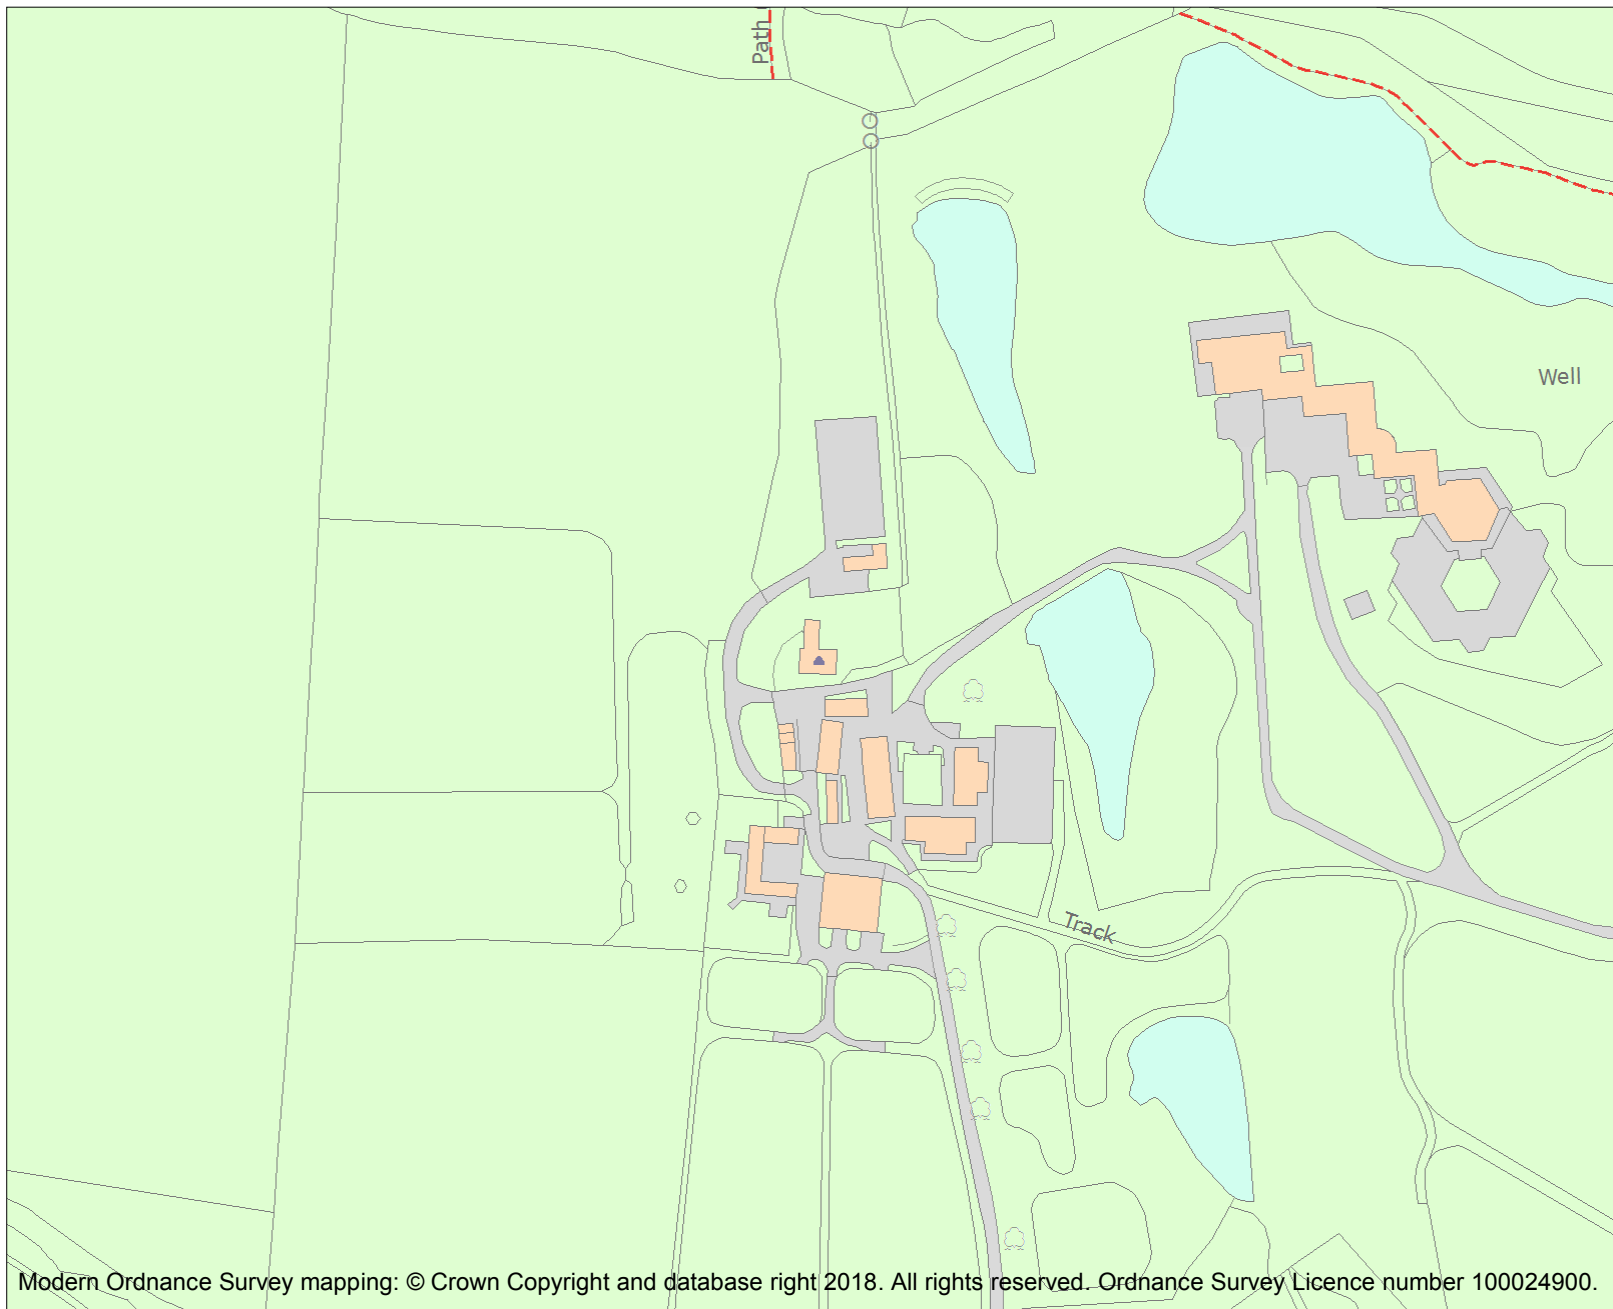 Path
Well
Track
Modern Ordnance Survey mapping: © Crown Copyright and database right 2018. All rights reserved. Ordnance Survey Licence number 100024900.